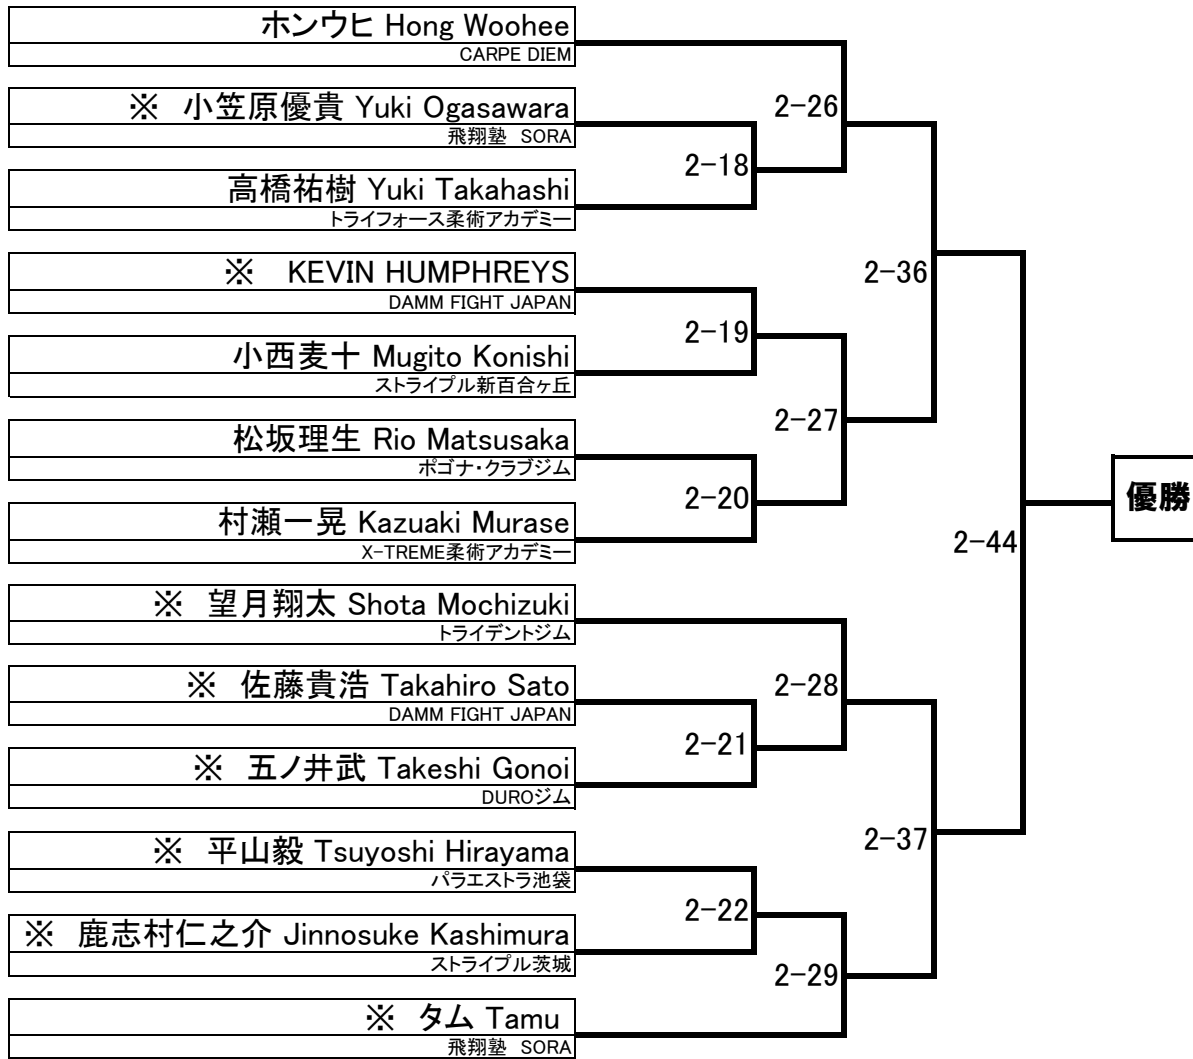 ホンウヒ Hong Woohee
CARPE DIEM
※ 小笠原優貴 Yuki Ogasawara
飛翔塾 SORA
高橋祐樹 Yuki Takahashi
トライフォース柔術アカデミー
※ KEVIN HUMPHREYS
DAMM FIGHT JAPAN
小西麦十 Mugito Konishi
ストライプル新百合ヶ丘
松坂理生 Rio Matsusaka
ポゴナ・クラブジム
村瀬一晃 Kazuaki Murase
X-TREME柔術アカデミー
※ 望月翔太 Shota Mochizuki
トライデントジム
※ 佐藤貴浩 Takahiro Sato
DAMM FIGHT JAPAN
※ 五ノ井武 Takeshi Gonoi
DUROジム
※ 平山毅 Tsuyoshi Hirayama
パラエストラ池袋
※ 鹿志村仁之介 Jinnosuke Kashimura
ストライプル茨城
※ タム Tamu
飛翔塾 SORA
2-18
2-19
2-20
2-21
2-22
2-26
2-27
2-28
2-29
2-36
2-37
2-44
優勝